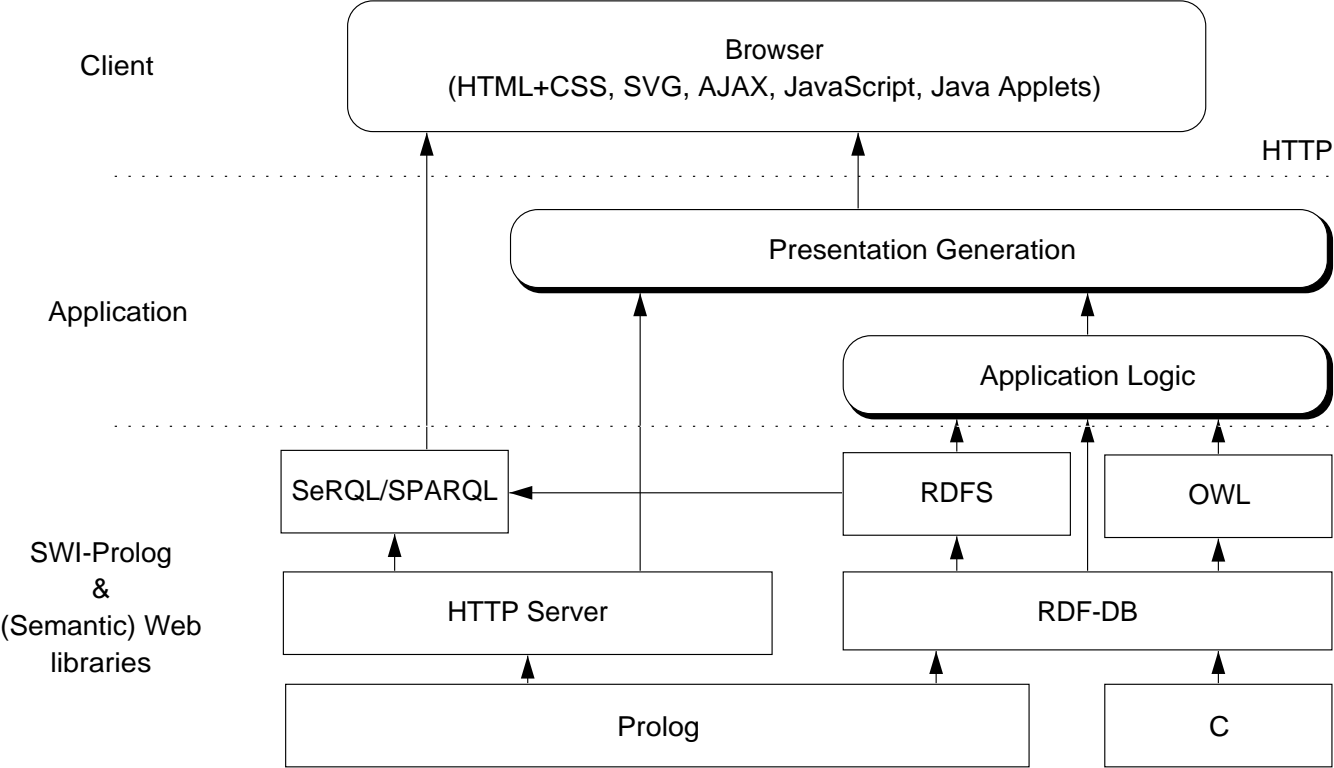 Client
Browser
(HTML+CSS, SVG, AJAX, JavaScript, Java Applets)
HTTP
Presentation Generation
Application
Application Logic
SeRQL/SPARQL
RDFS
OWL
SWI-Prolog
&
(Semantic) Web
libraries
HTTP Server
RDF-DB
Prolog
C